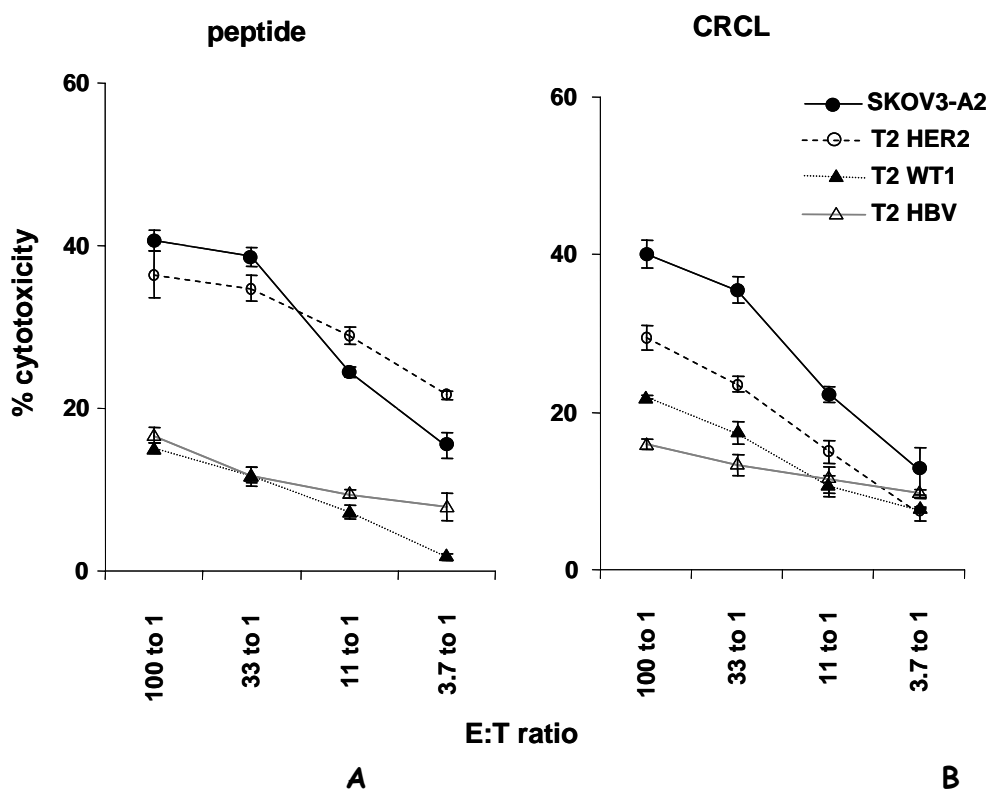 peptide
CRCL
60
40
20
0
% cytotoxicity
100 to 1
33 to 1
11 to 1
3.7 to 1
60
40
20
0
SKOV3-A2
T2 HER2
T2 WT1
T2 HBV
100 to 1
33 to 1
11 to 1
3.7 to 1
E:T ratio
A
B